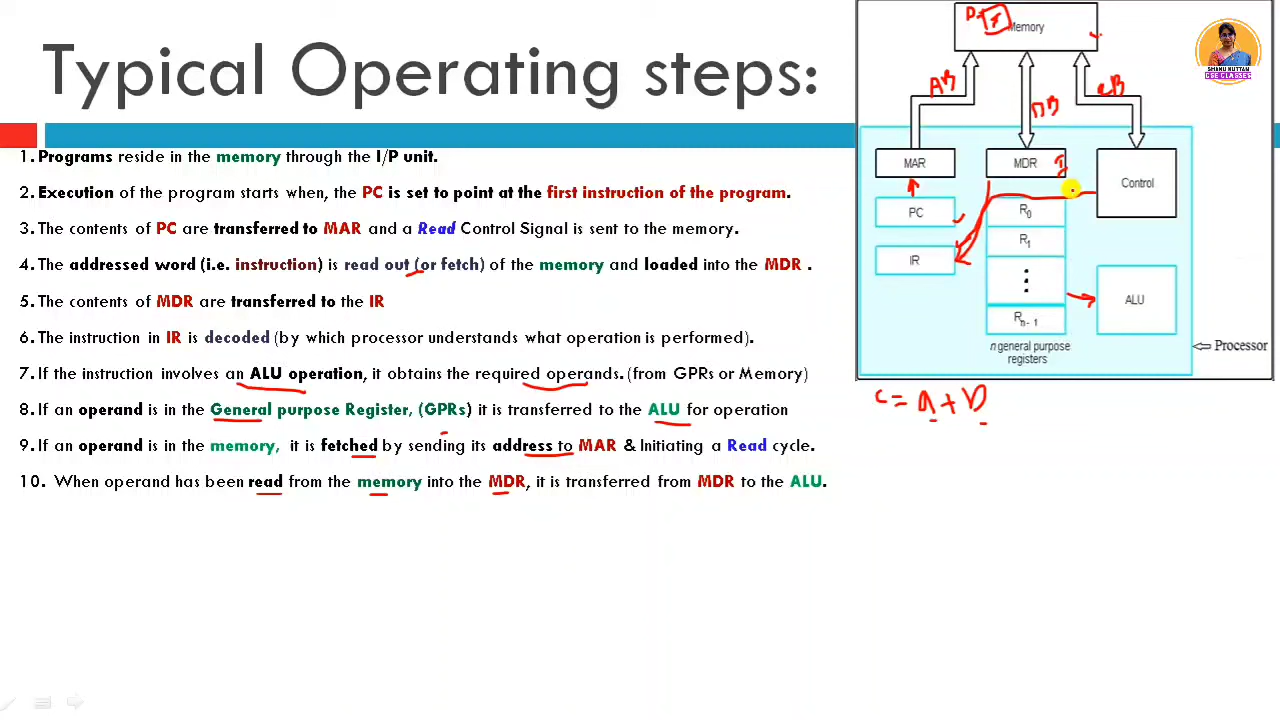 Typical Operating steps:
1. Programs reside in the memory through the I/P unit.
2. Execution of the program starts when, the PC is set to point at the first instruction of the program.
3. The contents of PC are transferred to MAR and a Read Control Signal is sent to the memory.
4. The addressed word (i.e. instruction) is read out (or fetch) of the memory and loaded into the MDR .
5. The contents of MDR are transferred to the IR
6. The instruction in IR is decoded (by which processor understands what operation is performed).
7. If the instruction involves an ALU operation, it obtains the required operands. (from GPRs or Memory)
8. If an operand is in the General purpose Register, (GPRs) it is transferred to the ALU for operation
9. If an operand is in the memory, it is fetched by sending its address to MAR & Initiating a Read cycle.
10. When operand has been read from the memory into the MDR, it is transferred from MDR to the ALU.
Memory
AB
DB
CB
MAR
MDR
Control
PC
R0
IR
R1
ALU
Rn-1
n general purpose
registers
Processor
c = a + b
SHANU KUTTAN
CSE CLASSES